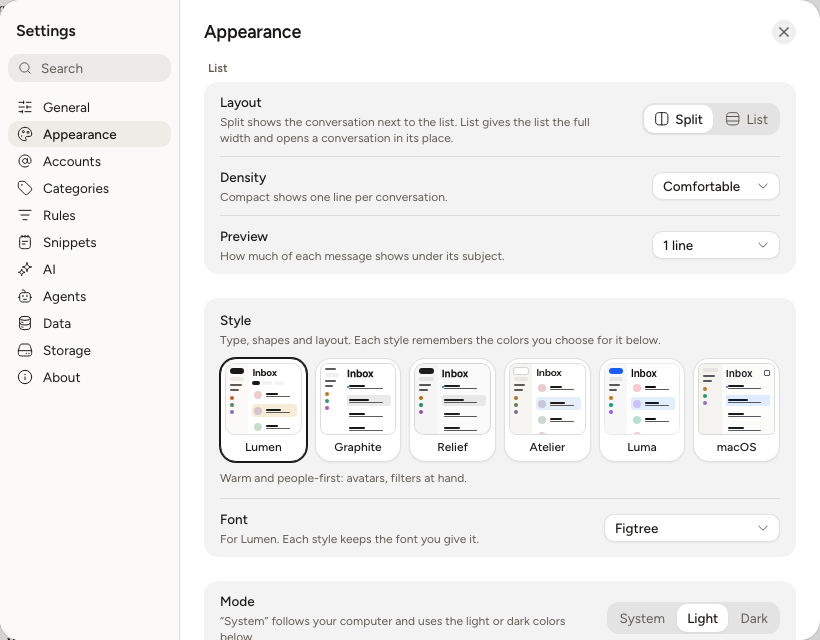 Settings
Search
General
Appearance
Accounts
Categories
Rules
Snippets
AI
Agents
Data
Storage
About
Appearance
List
Layout
Split shows the conversation next to the list. List gives the list the full
width and opens a conversation in its place.
Split
List
Density
Compact shows one line per conversation.
Comfortable
Preview
How much of each message shows under its subject.
1 line
Style
Type, shapes and layout. Each style remembers the colors you choose for it below.
Inbox
Inbox
Inbox
Inbox
Inbox
Inbox
Lumen
Graphite
Relief
Atelier
Luma
macOS
Warm and people-first: avatars, filters at hand.
Font
For Lumen. Each style keeps the font you give it.
Figtree
Mode
“System” follows your computer and uses the light or dark colors
below.
System
Light
Dark